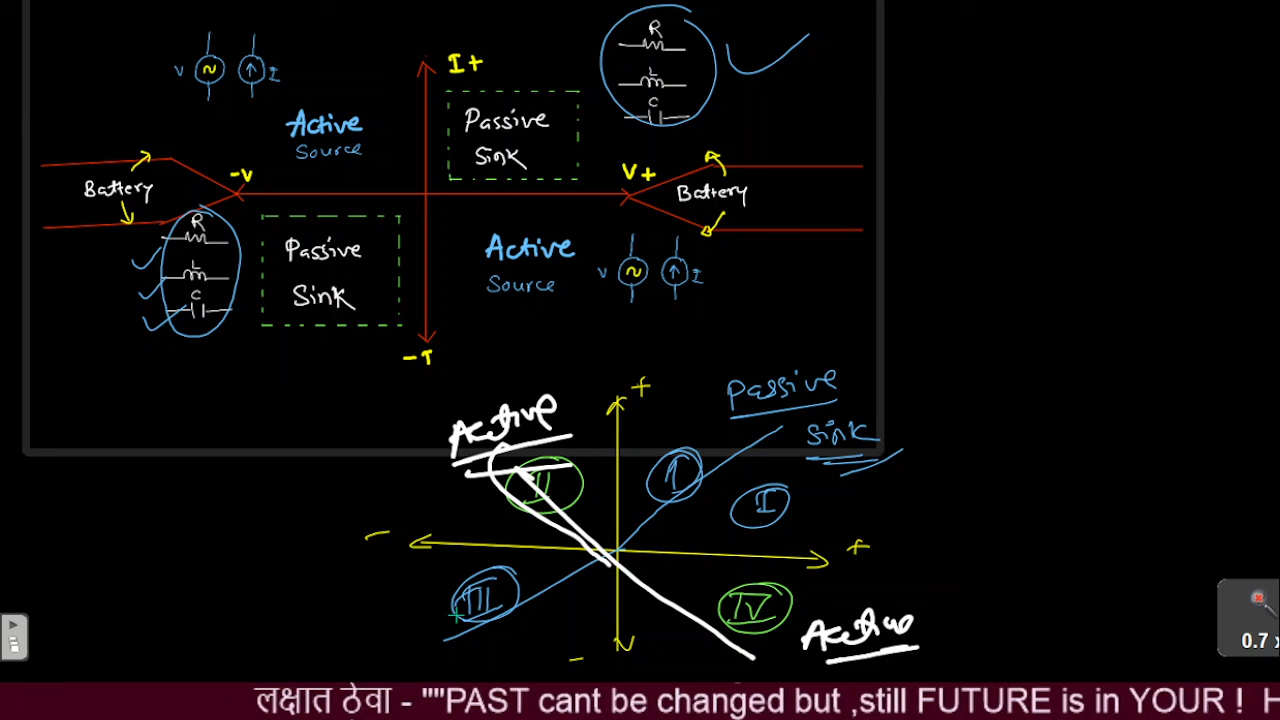 R
I+
V
I
L
C
Passive
Active
Sink
Source
-V
V+
Battery
Battery
R
Passive
Active
V
I
L
Source
Sink
C
-I
+
Passive
Active
Sink
II
I
I
-
+
III
IV
Active
-
0.7 x
लक्षात ठेवा - ""PAST cant be changed but ,still FUTURE is in YOUR ! H